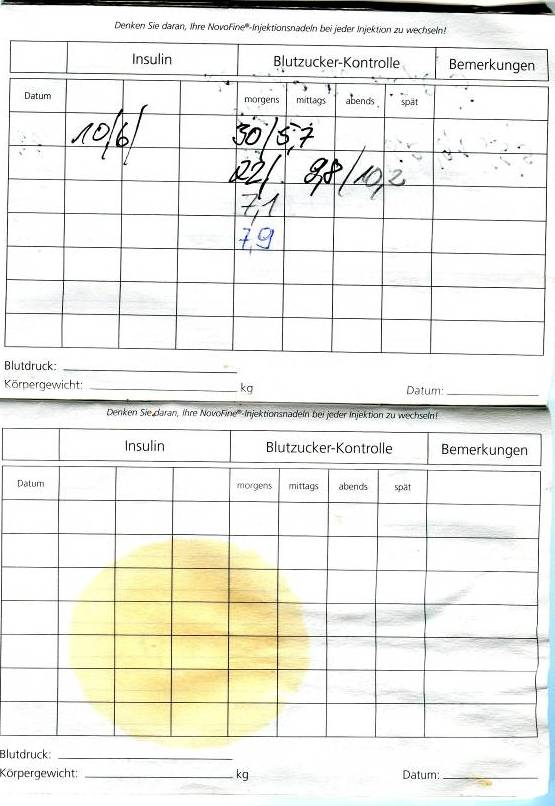 Denken Sie daran, Ihre NovoFine®-Injektionsnadeln bei jeder Injektion zu wechseln!
Insulin Blutzucker-Kontrolle Bemerkungen
Datum morgens mittags abends spät
10/6/ 30/5,7
22/. 9,8/10,2
7,1
7,9
Blutdruck:
Körpergewicht: kg Datum:
Denken Sie daran, Ihre NovoFine®-Injektionsnadeln bei jeder Injektion zu wechseln!
Insulin Blutzucker-Kontrolle Bemerkungen
Datum morgens mittags abends spät
Blutdruck:
Körpergewicht: kg Datum: